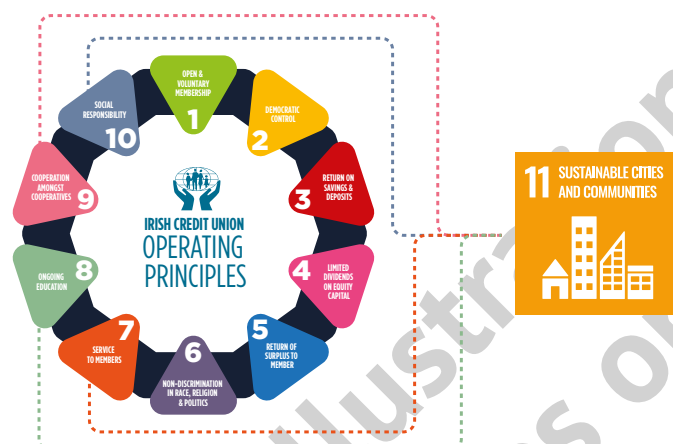 OPEN &
VOLUNTARY
MEMBERSHIP
1
DEMOCRATIC
CONTROL
2
RETURN ON
SAVINGS &
DEPOSITS
3
LIMITED
DIVIDENDS
ON EQUITY
CAPITAL
4
RETURN OF
SURPLUS TO
MEMBER
5
NON-DISCRIMINATION
IN RACE, RELIGION
& POLITICS
6
SERVICE
TO MEMBERS
7
ONGOING
EDUCATION
8
COOPERATION
AMONGST
COOPERATIVES
9
SOCIAL
RESPONSIBILITY
10
IRISH CREDIT UNION
OPERATING
PRINCIPLES
11 SUSTAINABLE CITIES
AND COMMUNITIES